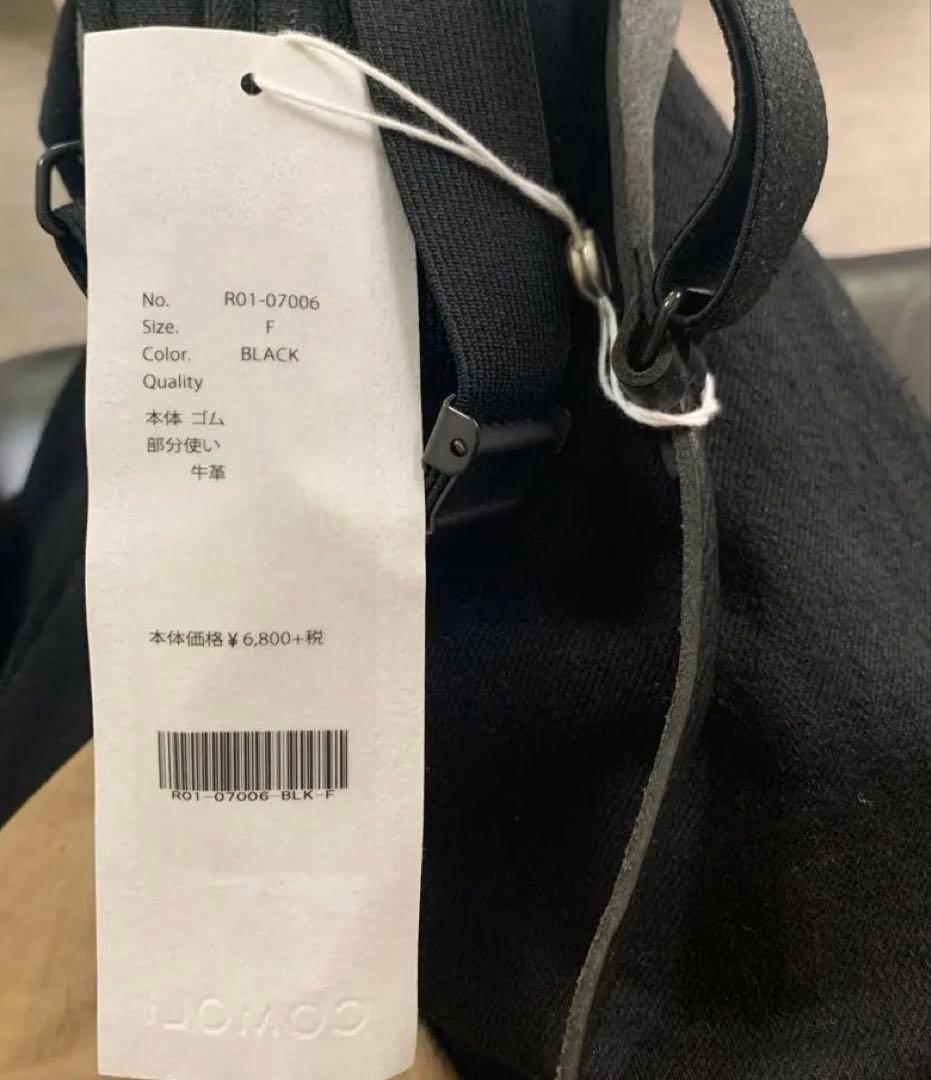 No. R01-07006
Size. F
Color. BLACK
Quality
本体 ゴム
部分使い
牛革
本体価格¥6,800+税
R01-07006-BLK-F
COMOLI